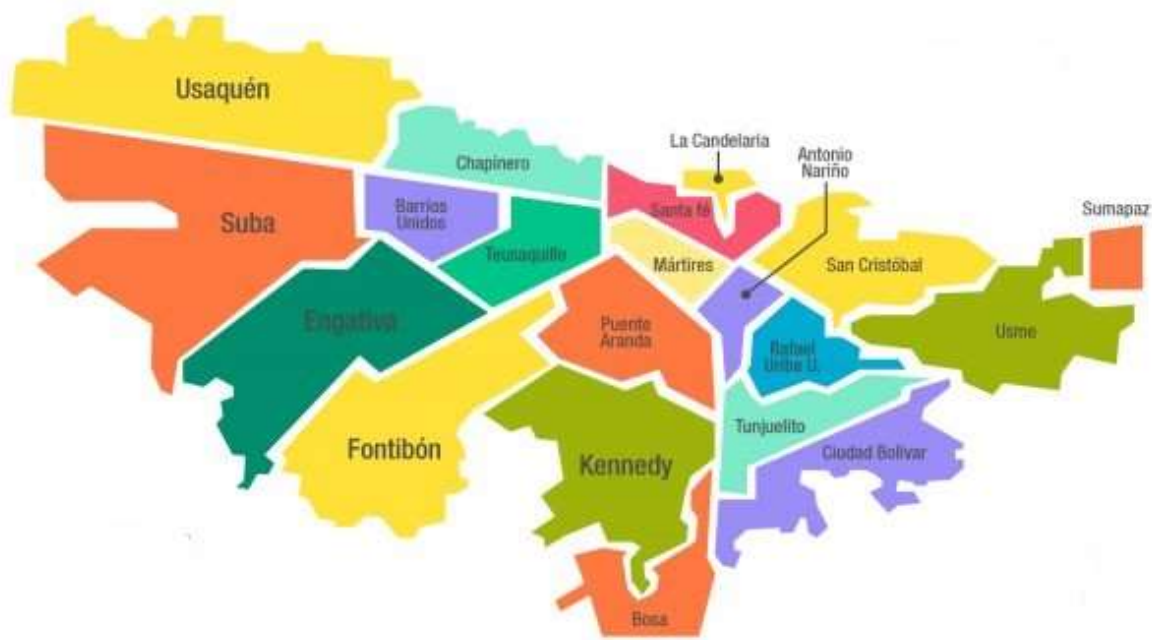 Usaquén
La Candelaria
Antonio
Nariño
Chapinero
Sumapaz
Barrios
Unidos
Santa fé
Suba
Teusaquillo
Mártires
San Cristóbal
Engativa
Puente
Aranda
Usme
Rafael
Uribe U.
Tunjuelito
Fontibón
Kennedy
Ciudad Bolivar
Bosa